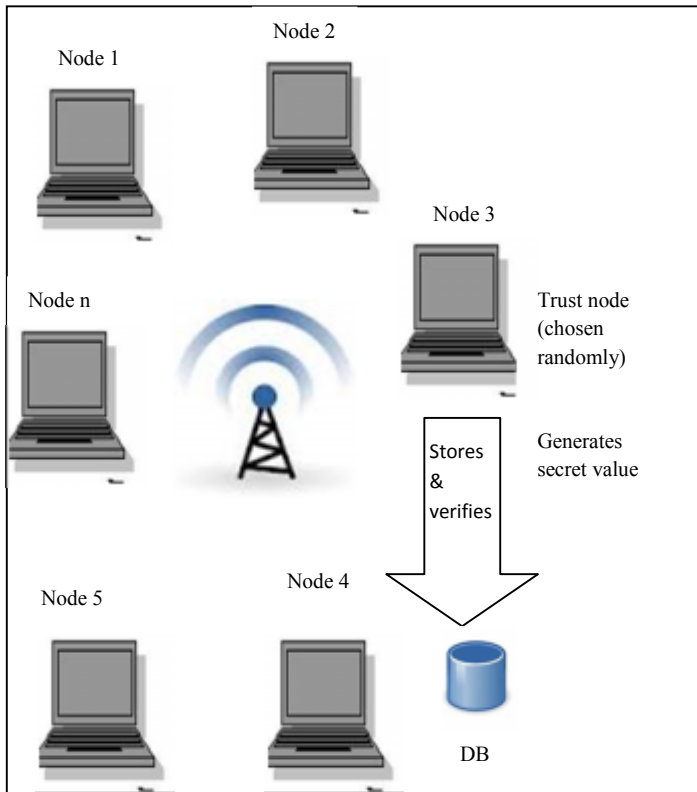 Node 2
Node 1
Node 3
Node n
Trust node
(chosen
randomly)
Stores
&
verifies
Generates
secret value
Node 4
Node 5
DB